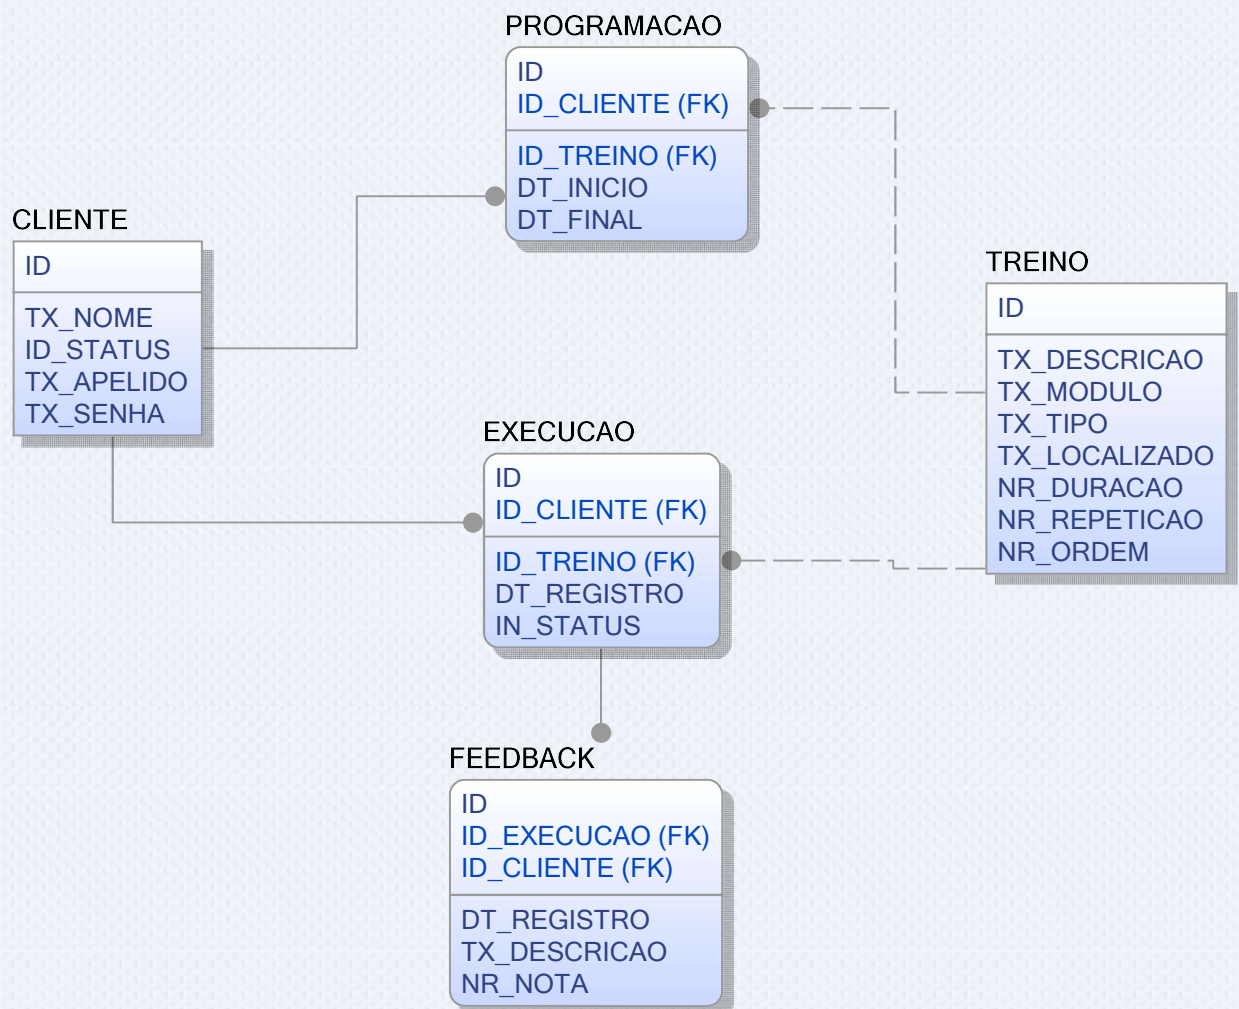 PROGRAMACAO
ID
ID_CLIENTE (FK)
ID_TREINO (FK)
DT_INICIO
DT_FINAL
CLIENTE
ID
TX_NOME
ID_STATUS
TX_APELIDO
TX_SENHA
TREINO
ID
TX_DESCRICAO
TX_MODULO
TX_TIPO
TX_LOCALIZADO
NR_DURACAO
NR_REPETICAO
NR_ORDEM
EXECUCAO
ID
ID_CLIENTE (FK)
ID_TREINO (FK)
DT_REGISTRO
IN_STATUS
FEEDBACK
ID
ID_EXECUCAO (FK)
ID_CLIENTE (FK)
DT_REGISTRO
TX_DESCRICAO
NR_NOTA